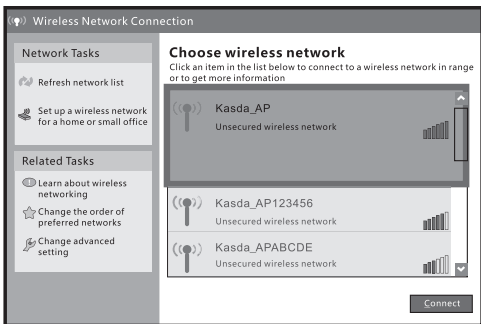 Wireless Network Connection
Network Tasks
Refresh network list
Set up a wireless network
for a home or small office
Related Tasks
Learn about wireless
networking
Change the order of
preferred networks
Change advanced
setting
Choose wireless network
Click an item in the list below to connect to a wireless network in range
or to get more information
Kasda_AP
Unsecured wireless network
Kasda_AP123456
Unsecured wireless network
Kasda_APABCDE
Unsecured wireless network
Connect